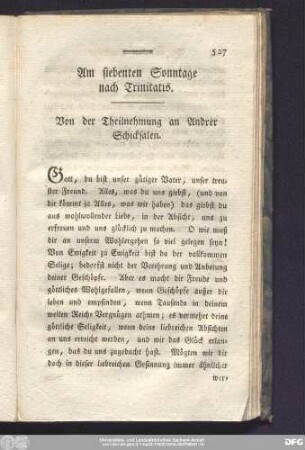 527
Am siebenten Sonntage
nach Trinitatis.
Von der Theilnehmung an Andrer
Schicksalen.
Gott, du bist unser gütiger Vater, unser treu-
ster Freund. Alles, was du uns giebst, (und von
dir kömmt ja Alles, was wir haben) das giebst du
aus wohlwollender Liebe, in der Absicht, uns zu
erfreuen und uns glücklich zu machen. O wie muß
dir an unserm Wohlergehen so viel gelegen seyn!
Von Ewigkeit zu Ewigkeit bist du der vollkommen
Selige; bedarfst nicht der Verehrung und Anbetung
deiner Geschöpfe. Aber es macht dir Freude und
göttliches Wohlgefallen, wenn Geschöpfe außer dir
leben und empfinden, wenn Tausende in deinem
weiten Reiche Vergnügen athmen; es vermehrt deine
göttliche Seligkeit, wenn deine liebreichen Absichten
an uns erreicht werden, und wir das Glück erlan-
gen, das du uns zugedacht hast. Mögten wir dir
doch in dieser liebreichen Gesinnung immer ähnlicher
wer-
Universitäts- und Landesbibliothek Sachsen-Anhalt
DFG